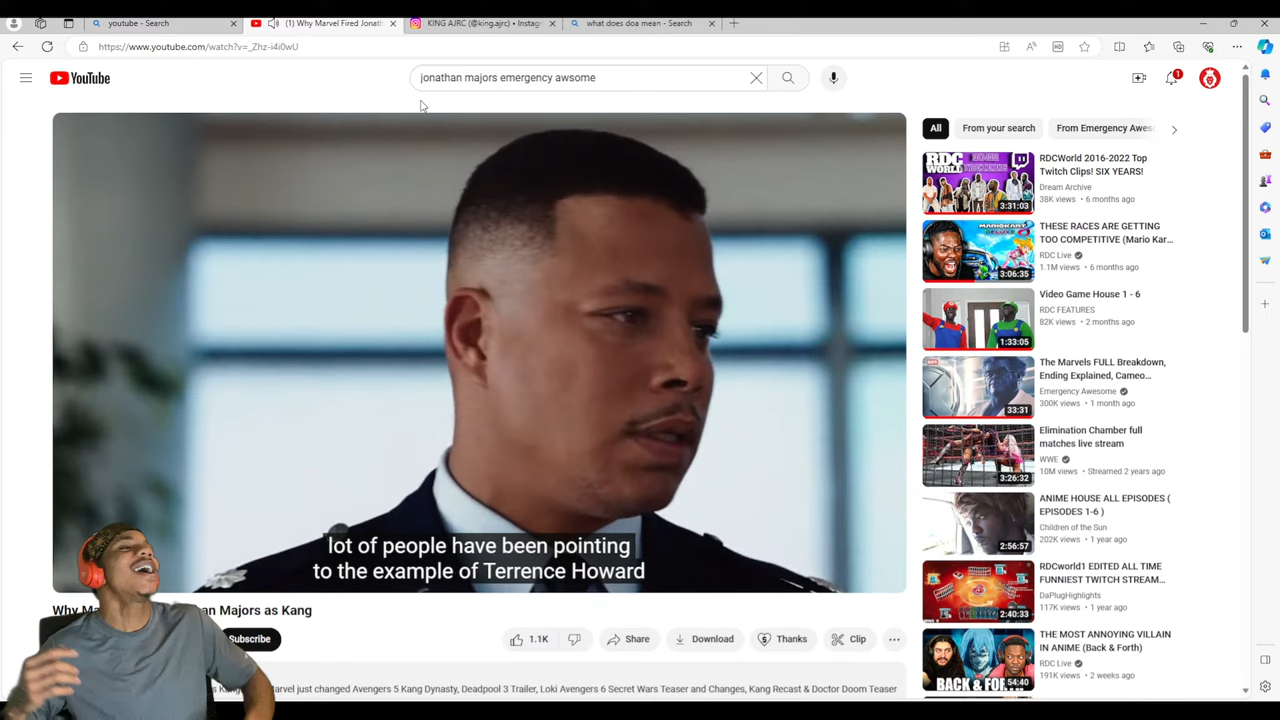 youtube - Search
(1) Why Marvel Fired Jonath
KING AJRC (@king.ajrc) • Instag
what does doa mean - Search
https://www.youtube.com/watch?v=_Zhz-i4i0wU
YouTube
jonathan majors emergency awsome
1
All
From your search
From Emergency Aweso
lot of people have been pointing
to the example of Terrence Howard
RDC
WORLD
3:31:03
RDCWorld 2016-2022 Top
Twitch Clips! SIX YEARS!
Dream Archive
38K views • 6 months ago
3:06:35
THESE RACES ARE GETTING
TOO COMPETITIVE (Mario Kar...
RDC Live
1.1M views • 6 months ago
1:33:05
Video Game House 1 - 6
RDC FEATURES
82K views • 2 months ago
33:31
The Marvels FULL Breakdown,
Ending Explained, Cameo...
Emergency Awesome
300K views • 1 month ago
3:26:32
Elimination Chamber full
matches live stream
WWE
10M views • Streamed 2 years ago
2:56:57
ANIME HOUSE ALL EPISODES (
EPISODES 1-6 )
Children of the Sun
202K views • 1 year ago
2:40:33
RDCworld1 EDITED ALL TIME
FUNNIEST TWITCH STREAM...
DaPlugHighlights
117K views • 1 year ago
BACK & FORTH
54:40
THE MOST ANNOYING VILLAIN
IN ANIME (Back & Forth)
RDC Live
191K views • 2 weeks ago
Why Ma an Majors as Kang
Subscribe
1.1K
Share
Download
Thanks
Clip
Marvel just changed Avengers 5 Kang Dynasty, Deadpool 3 Trailer, Loki Avengers 6 Secret Wars Teaser and Changes, Kang Recast & Doctor Doom Teaser